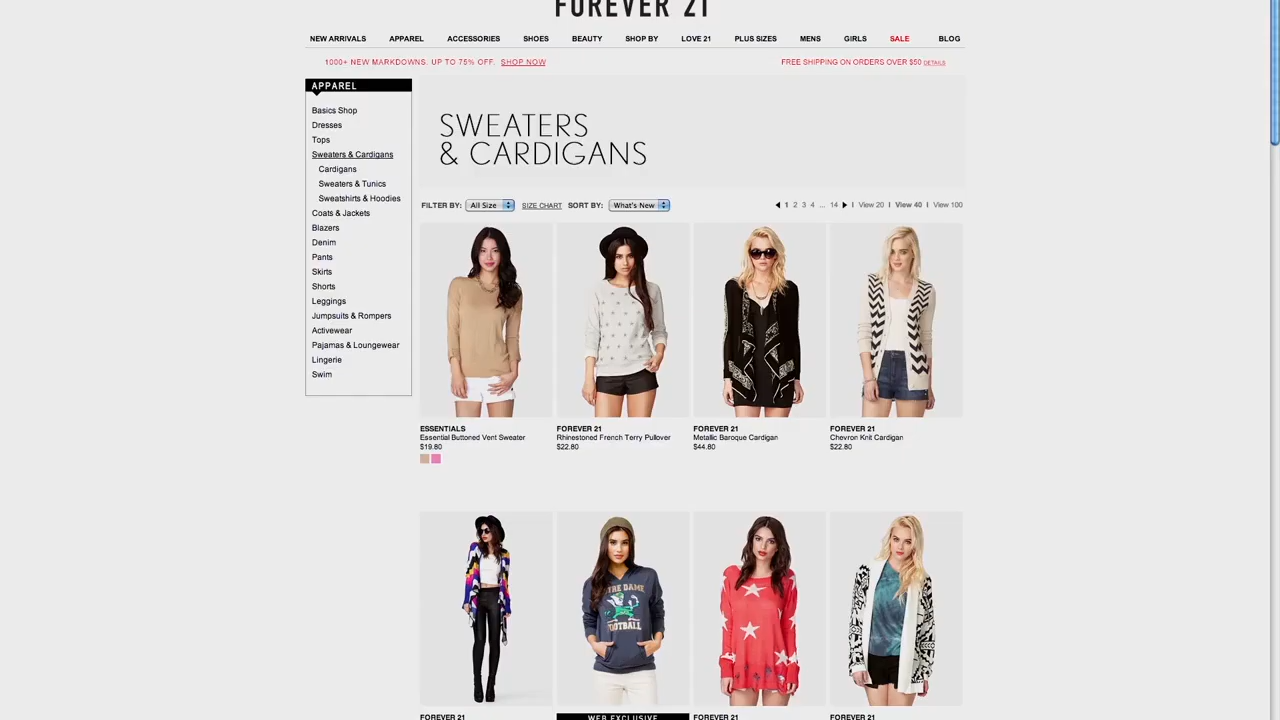 FOREVER 21
NEW ARRIVALS APPAREL ACCESSORIES SHOES BEAUTY SHOP BY LOVE 21 PLUS SIZES MENS GIRLS SALE BLOG
1000+ NEW MARKDOWNS. UP TO 75% OFF. SHOP NOW
FREE SHIPPING ON ORDERS OVER $50 DETAILS
APPAREL
Basics Shop
Dresses
Tops
Sweaters & Cardigans
Cardigans
Sweaters & Tunics
Sweatshirts & Hoodies
Coats & Jackets
Blazers
Denim
Pants
Skirts
Shorts
Leggings
Jumpsuits & Rompers
Activewear
Pajamas & Loungewear
Lingerie
Swim
SWEATERS
& CARDIGANS
FILTER BY: All Size SIZE CHART SORT BY: What's New
1 2 3 4 ... 14 | View 20 | View 40 | View 100
ESSENTIALS
Essential Buttoned Vent Sweater
$19.80
FOREVER 21
Rhinestoned French Terry Pullover
$22.80
FOREVER 21
Metallic Baroque Cardigan
$44.80
FOREVER 21
Chevron Knit Cardigan
$22.80
DAME
FOOTBALL
FOREVER 21
WEB EXCLUSIVE
FOREVER 21
FOREVER 21